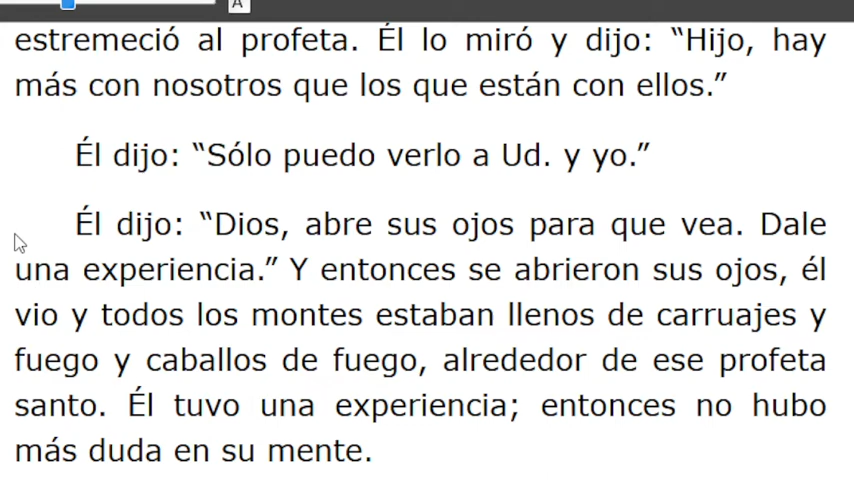 A
estremeció al profeta. Él lo miró y dijo: “Hijo, hay
más con nosotros que los que están con ellos.”
Él dijo: “Sólo puedo verlo a Ud. y yo.”
Él dijo: “Dios, abre sus ojos para que vea. Dale
una experiencia.” Y entonces se abrieron sus ojos, él
vio y todos los montes estaban llenos de carruajes y
fuego y caballos de fuego, alrededor de ese profeta
santo. Él tuvo una experiencia; entonces no hubo
más duda en su mente.